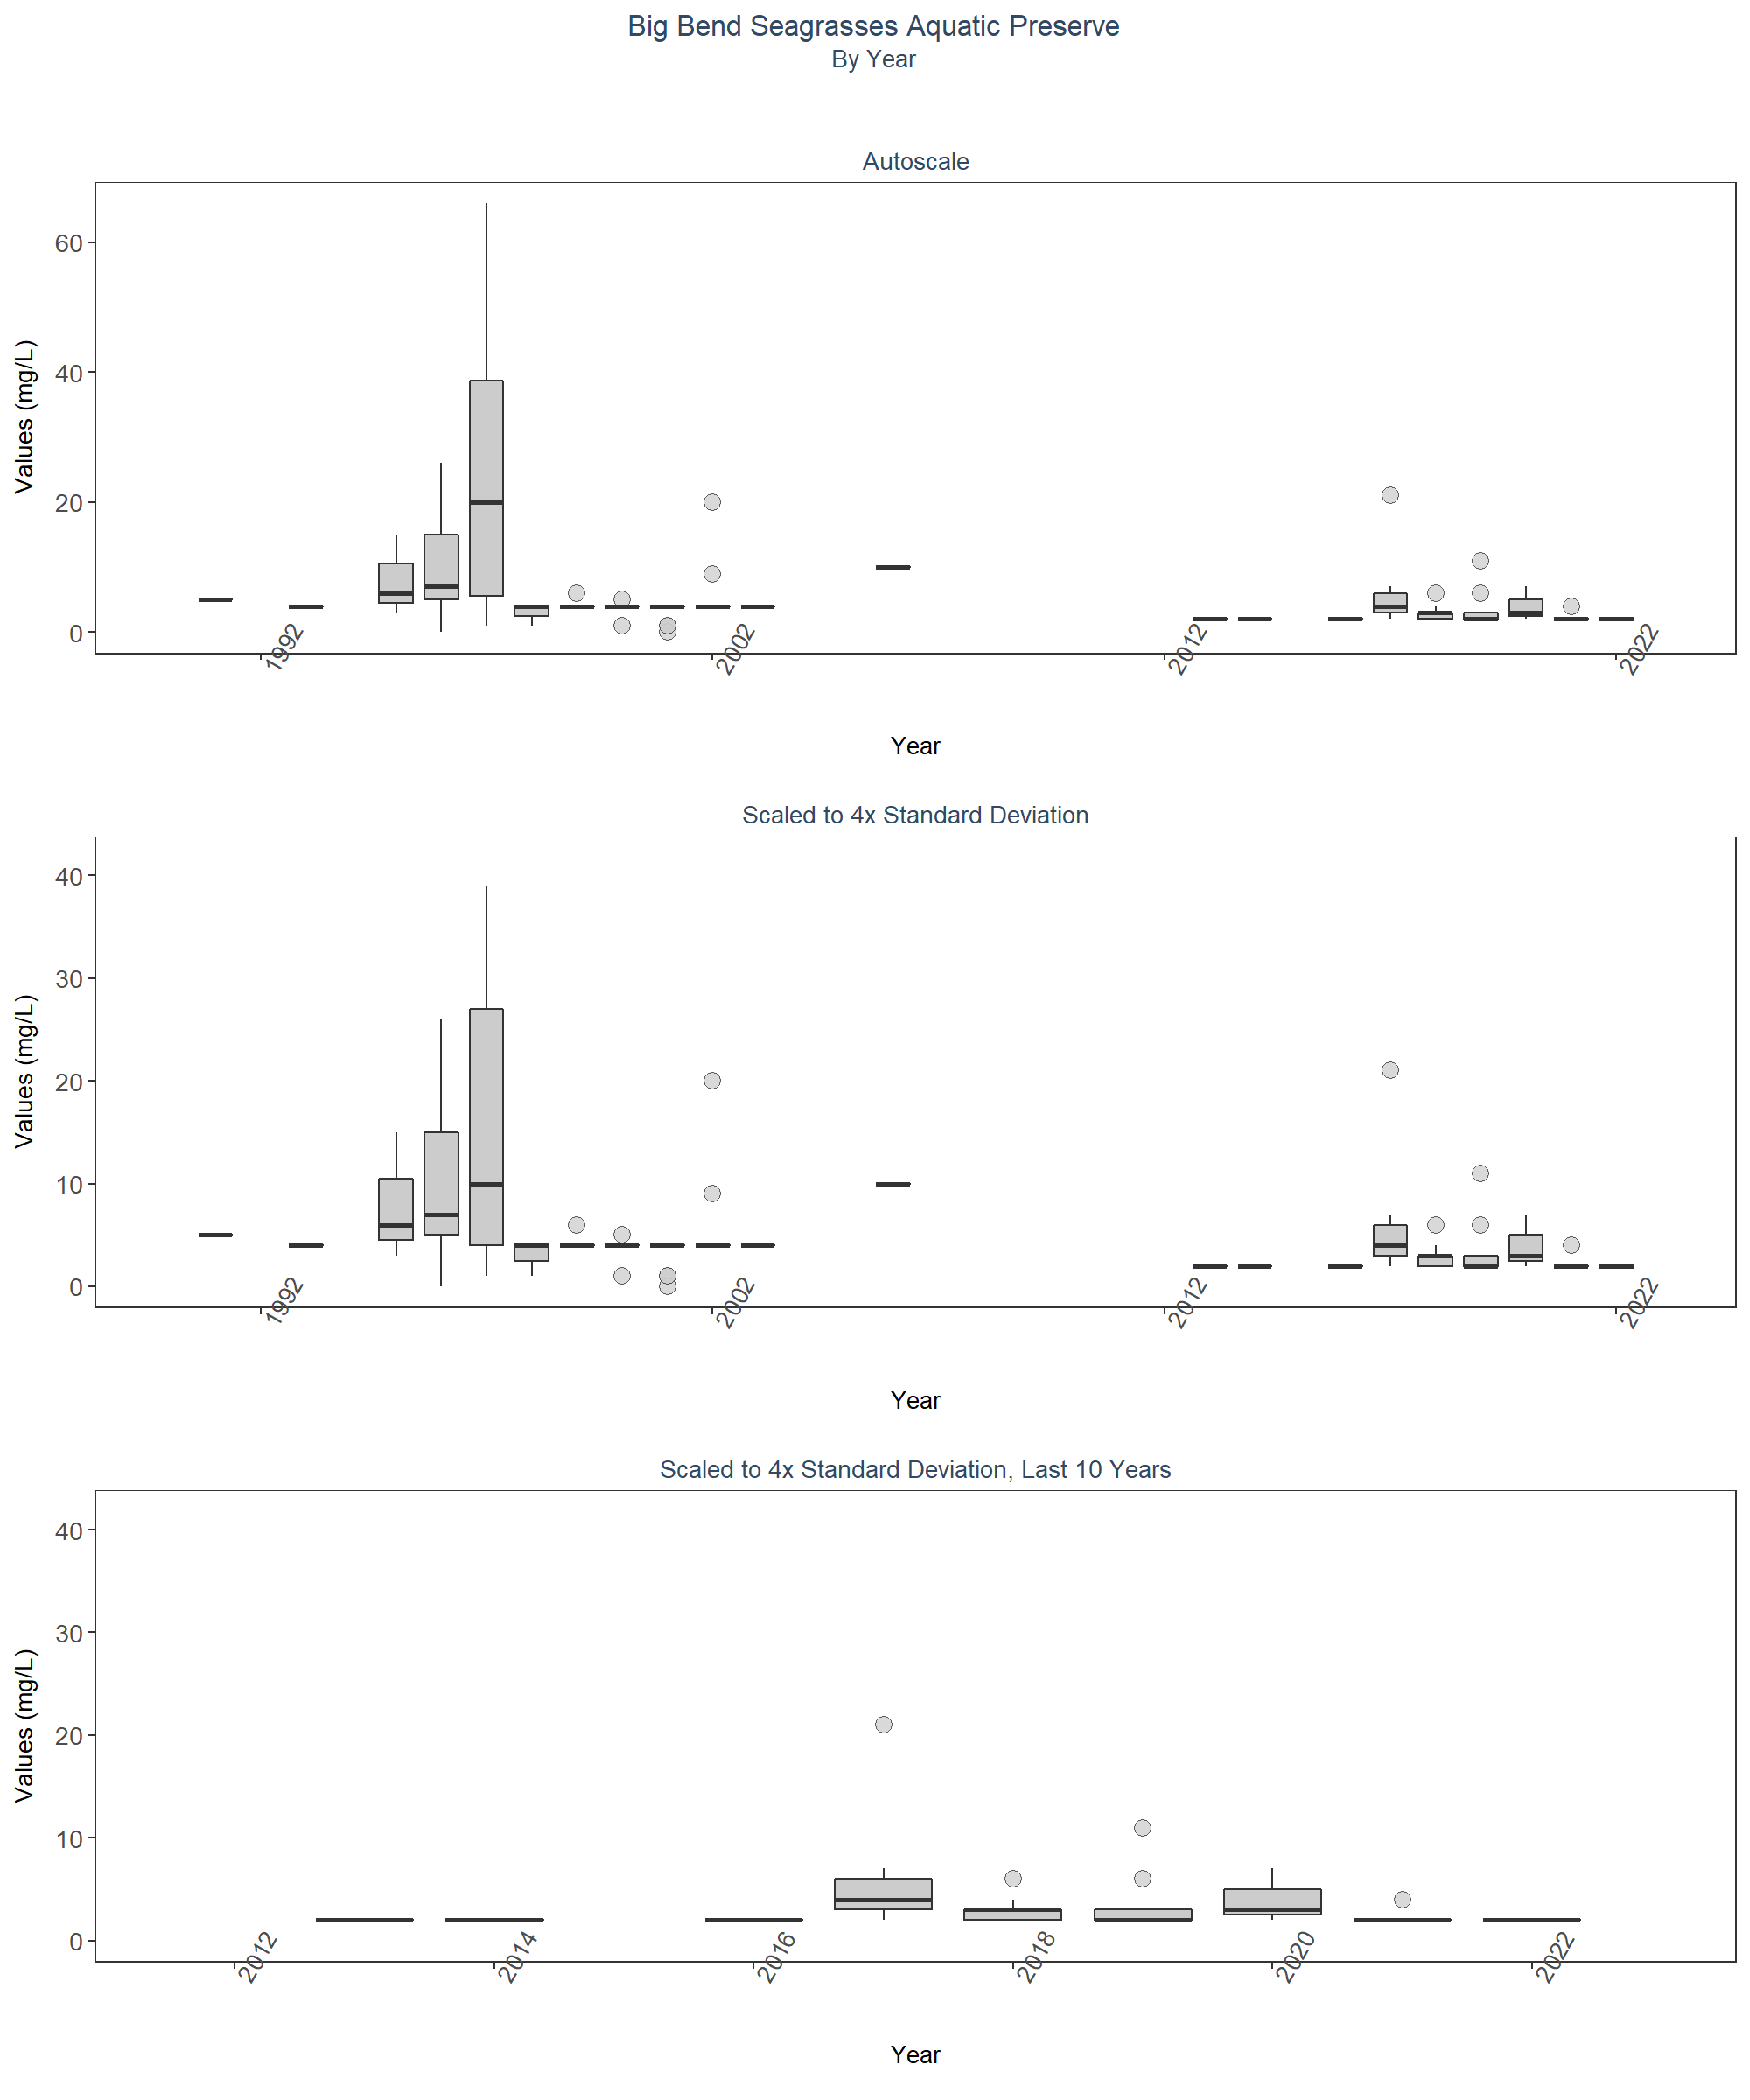 Big Bend Seagrasses Aquatic Preserve
By Year
Autoscale
Values (mg/L)
60
40
20
0
1992
2002
2012
2022
Year
Scaled to 4x Standard Deviation
Values (mg/L)
40
30
20
10
0
1992
2002
2012
2022
Year
Scaled to 4x Standard Deviation, Last 10 Years
Values (mg/L)
40
30
20
10
0
2012
2014
2016
2018
2020
2022
Year